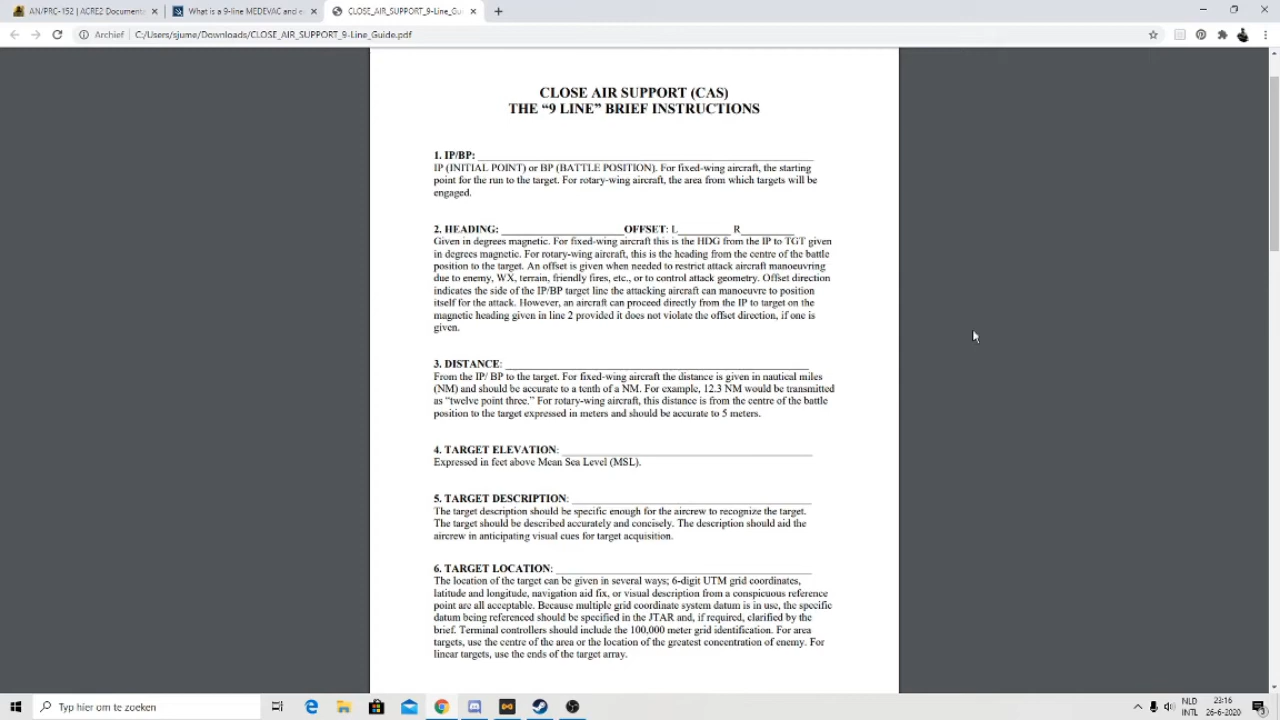 AN/PRC-152 | ACRE2 Documenta
What is a 9-line MEDEVAC and e
CLOSE_AIR_SUPPORT_9-Line_Gu
Archief
C:/Users/sjume/Downloads/CLOSE_AIR_SUPPORT_9-Line_Guide.pdf
CLOSE AIR SUPPORT (CAS)
THE “9 LINE” BRIEF INSTRUCTIONS
1. IP/BP:
IP (INITIAL POINT) or BP (BATTLE POSITION). For fixed-wing aircraft, the starting
point for the run to the target. For rotary-wing aircraft, the area from which targets will be
engaged.
2. HEADING: OFFSET: L R
Given in degrees magnetic. For fixed-wing aircraft this is the HDG from the IP to TGT given
in degrees magnetic. For rotary-wing aircraft, this is the heading from the centre of the battle
position to the target. An offset is given when needed to restrict attack aircraft manoeuvring
due to enemy, WX, terrain, friendly fires, etc., or to control attack geometry. Offset direction
indicates the side of the IP/BP target line the attacking aircraft can manoeuvre to position
itself for the attack. However, an aircraft can proceed directly from the IP to target on the
magnetic heading given in line 2 provided it does not violate the offset direction, if one is
given.
3. DISTANCE:
From the IP/ BP to the target. For fixed-wing aircraft the distance is given in nautical miles
(NM) and should be accurate to a tenth of a NM. For example, 12.3 NM would be transmitted
as “twelve point three.” For rotary-wing aircraft, this distance is from the centre of the battle
position to the target expressed in meters and should be accurate to 5 meters.
4. TARGET ELEVATION:
Expressed in feet above Mean Sea Level (MSL).
5. TARGET DESCRIPTION:
The target description should be specific enough for the aircrew to recognize the target.
The target should be described accurately and concisely. The description should aid the
aircrew in anticipating visual cues for target acquisition.
6. TARGET LOCATION:
The location of the target can be given in several ways; 6-digit UTM grid coordinates,
latitude and longitude, navigation aid fix, or visual description from a conspicuous reference
point are all acceptable. Because multiple grid coordinate system datum is in use, the specific
datum being referenced should be specified in the JTAR and, if required, clarified by the
brief. Terminal controllers should include the 100,000 meter grid identification. For area
targets, use the centre of the area or the location of the greatest concentration of enemy. For
linear targets, use the ends of the target array.
Typ hier om te zoeken
NLD
INTL
23:16
26-6-2020